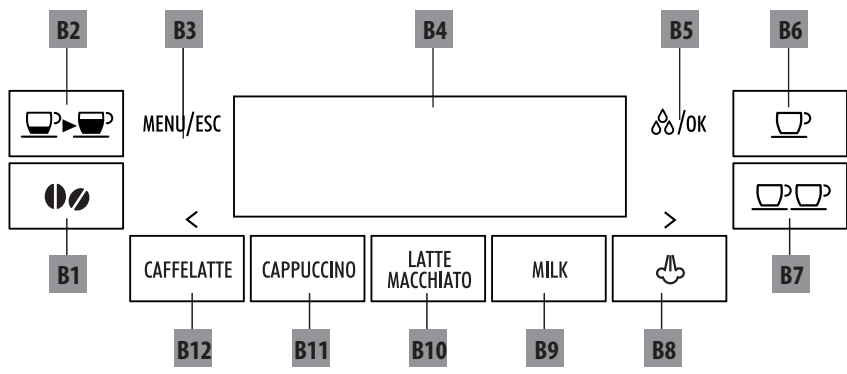 B2 B3 B4 B5 B6
MENU/ESC /OK
< >
B1 CAFFELATTE CAPPUCCINO LATTE MACCHIATO MILK B7
B12 B11 B10 B9 B8